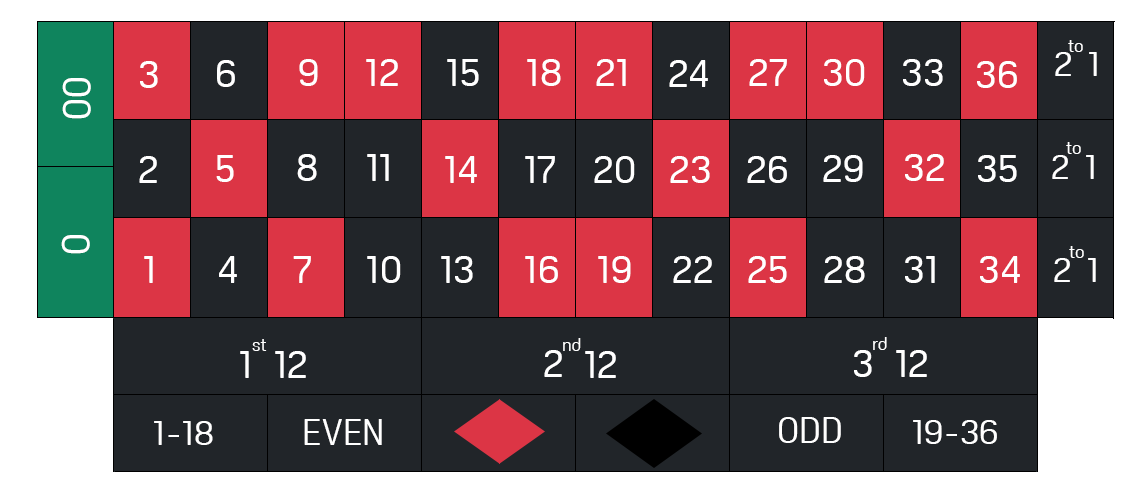 00 3 6 9 12 15 18 21 24 27 30 33 36 2 to 1
2 5 8 11 14 17 20 23 26 29 32 35 2 to 1
0 1 4 7 10 13 16 19 22 25 28 31 34 2 to 1
1st 12 2nd 12 3rd 12
1-18 EVEN ODD 19-36